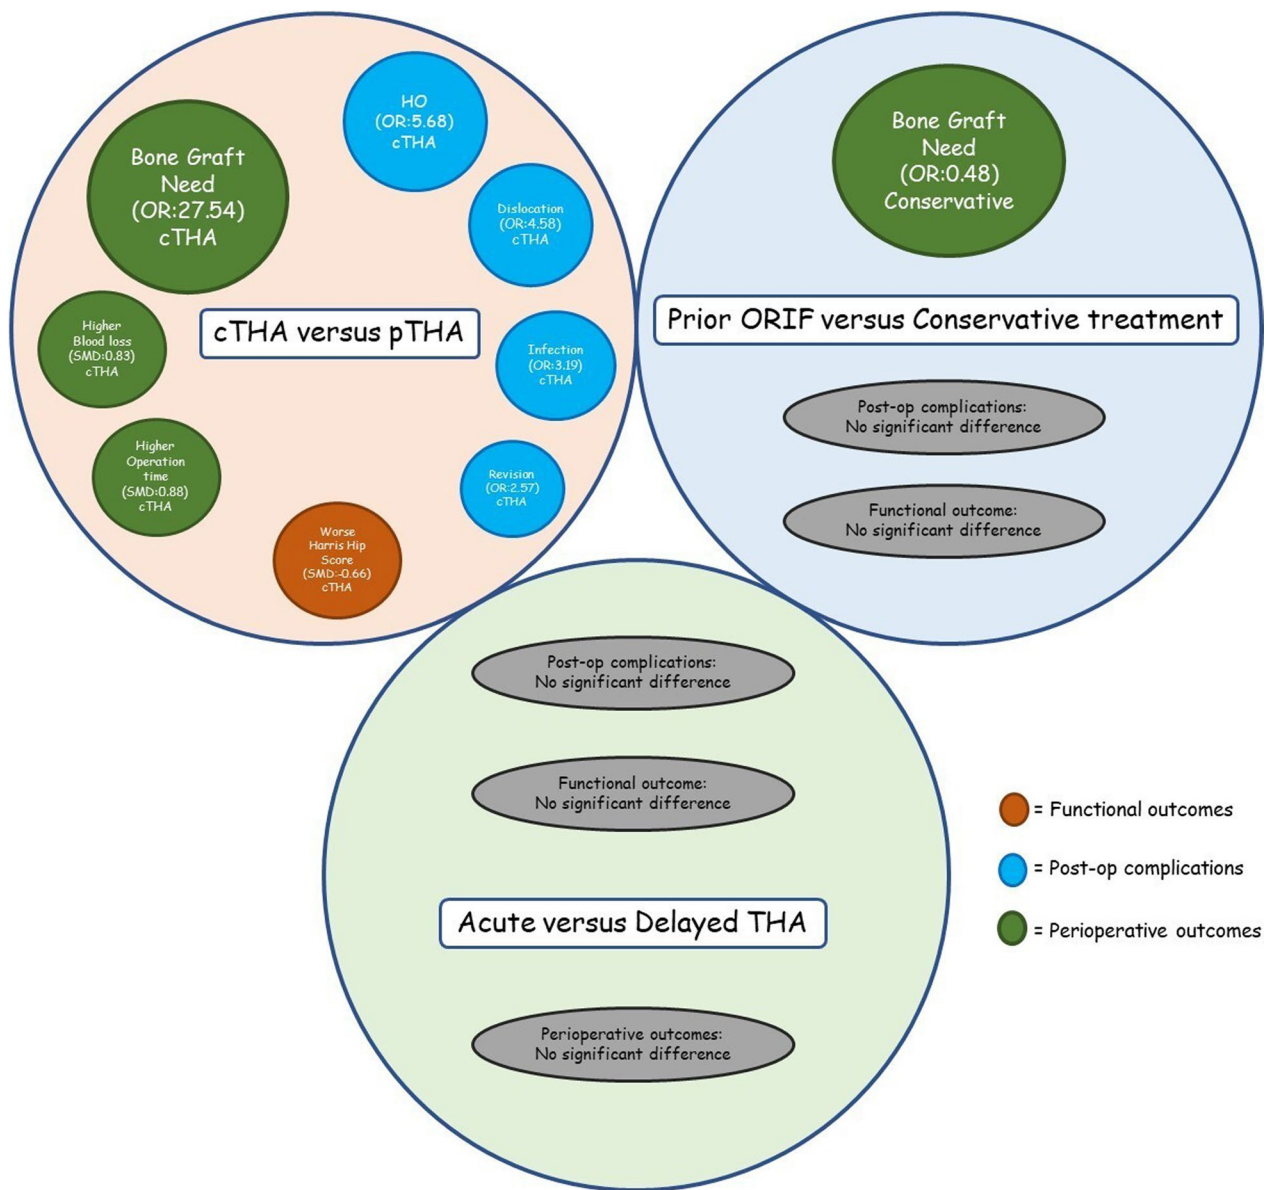 Bone Graft
Need
(OR:27.54)
cTHA
HO
(OR:5.68)
cTHA
Dislocation
(OR:4.58)
cTHA
Higher
Blood loss
(SMD:0.83)
cTHA
cTHA versus pTHA
Infection
(OR:3.19)
cTHA
Higher
Operation
time
(SMD:0.88)
cTHA
Revision
(OR:2.57)
cTHA
Worse
Harris Hip
Score
(SMD:-0.66)
cTHA
Bone Graft
Need
(OR:0.48)
Conservative
Prior ORIF versus Conservative treatment
Post-op complications:
No significant difference
Functional outcome:
No significant difference
Post-op complications:
No significant difference
Functional outcome:
No significant difference
Acute versus Delayed THA
Perioperative outcomes:
No significant difference
= Functional outcomes
= Post-op complications
= Perioperative outcomes